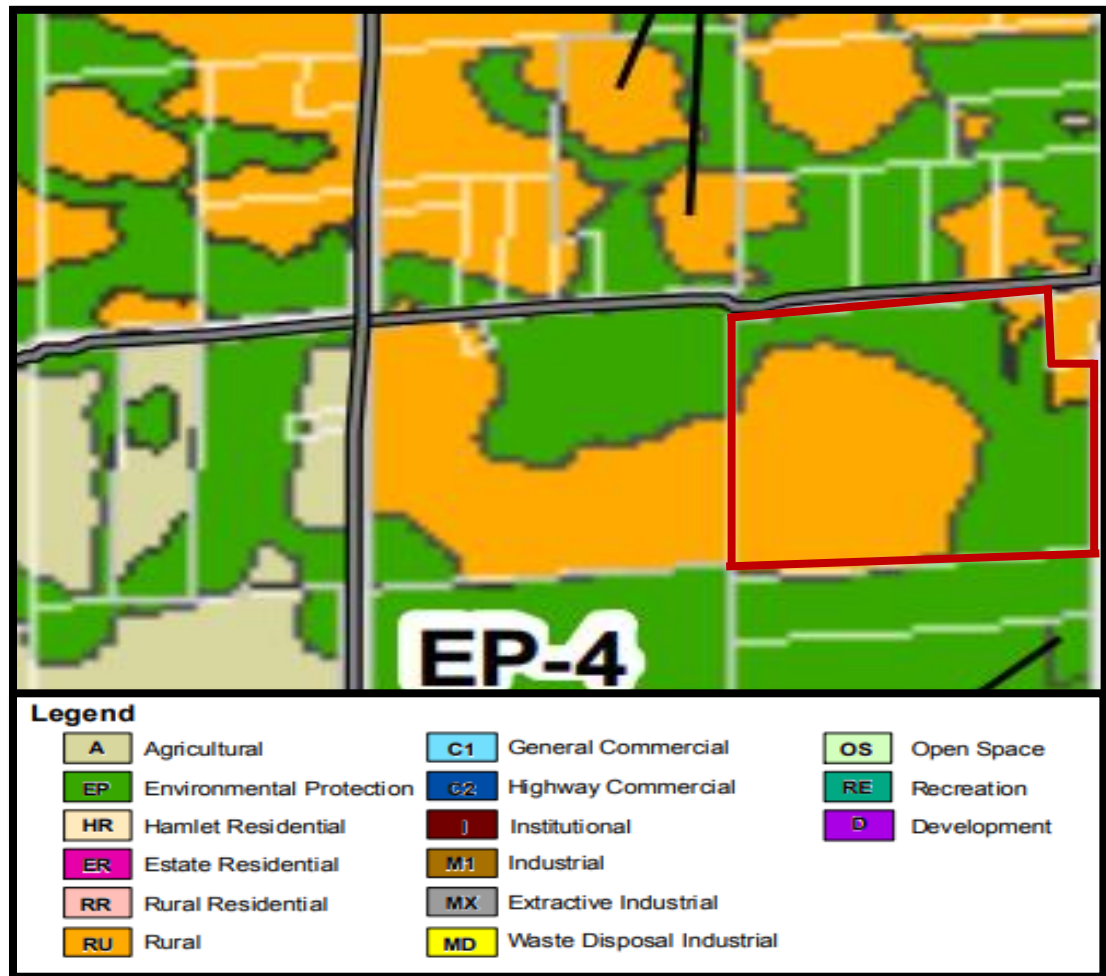 EP-4
Legend
A Agricultural
EP Environmental Protection
HR Hamlet Residential
ER Estate Residential
RR Rural Residential
RU Rural
C1 General Commercial
C2 Highway Commercial
I Institutional
M1 Industrial
MX Extractive Industrial
MD Waste Disposal Industrial
OS Open Space
RE Recreation
D Development